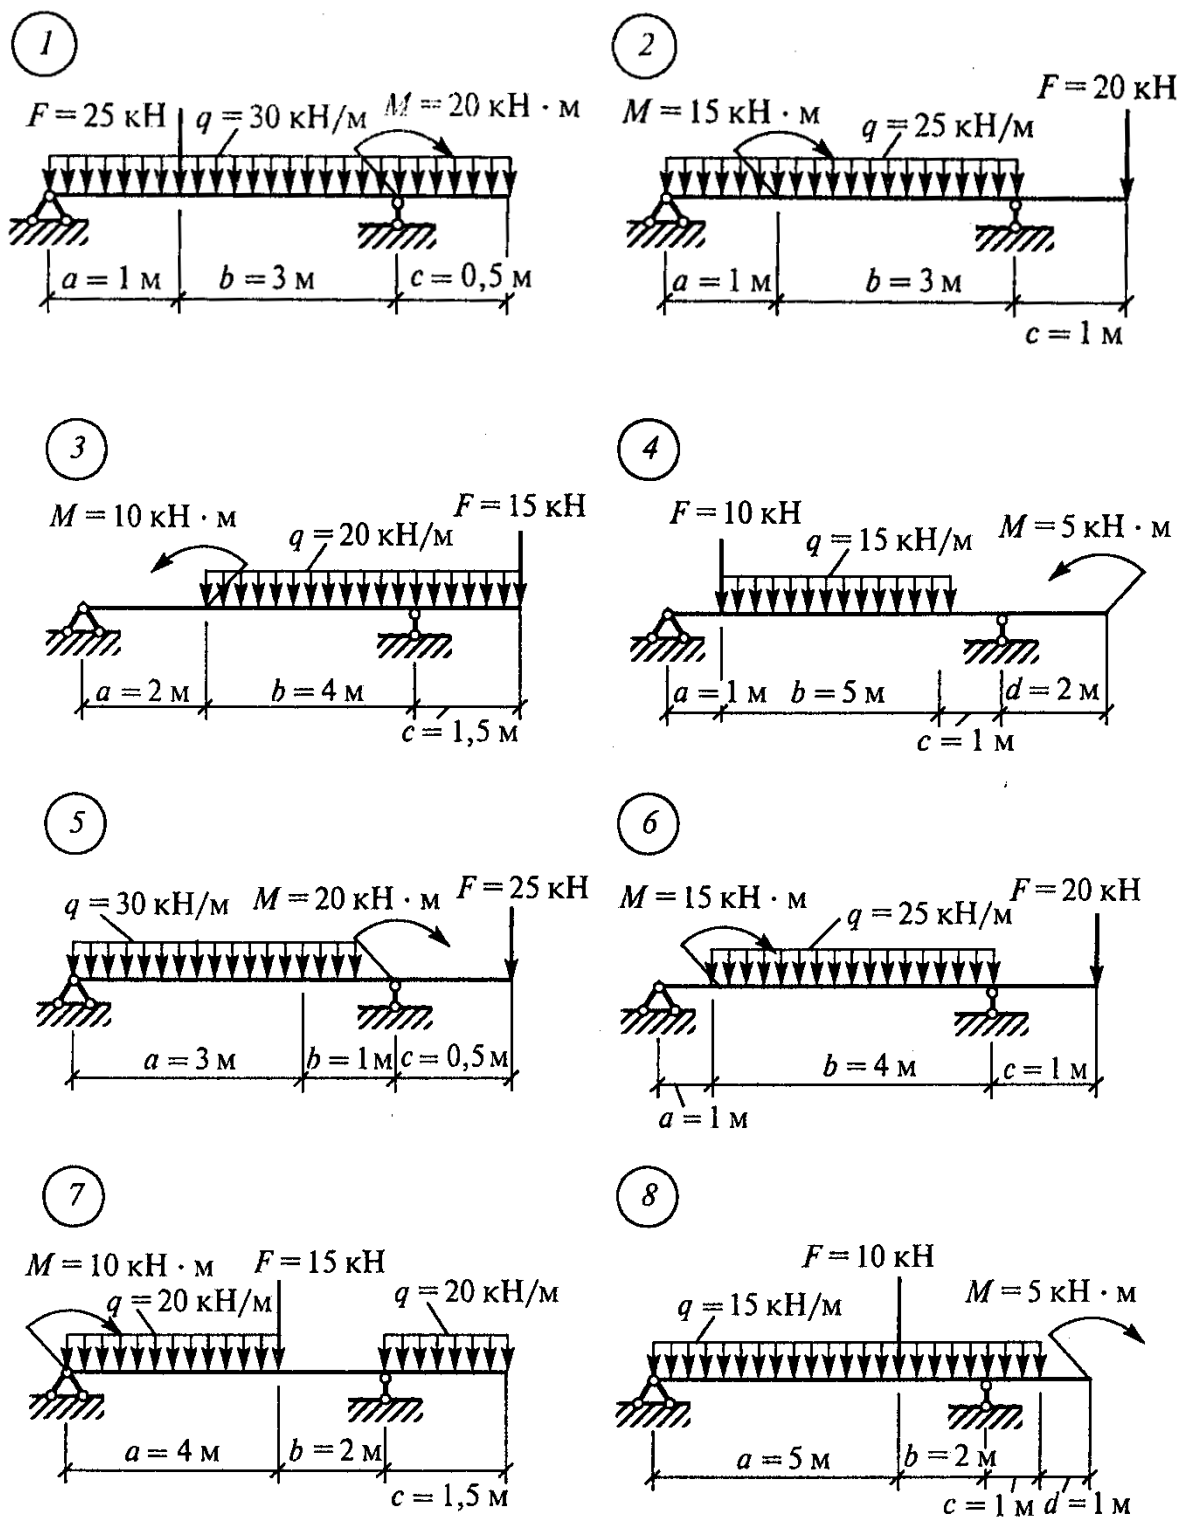 1
F = 25 кН
q = 30 кН/м
M = 20 кН · м
a = 1 м
b = 3 м
c = 0,5 м
2
M = 15 кН · м
q = 25 кН/м
F = 20 кН
a = 1 м
b = 3 м
c = 1 м
3
M = 10 кН · м
q = 20 кН/м
F = 15 кН
a = 2 м
b = 4 м
c = 1,5 м
4
F = 10 кН
q = 15 кН/м
M = 5 кН · м
a = 1 м
b = 5 м
d = 2 м
c = 1 м
5
q = 30 кН/м
M = 20 кН · м
F = 25 кН
a = 3 м
b = 1 м
c = 0,5 м
6
M = 15 кН · м
q = 25 кН/м
F = 20 кН
b = 4 м
c = 1 м
a = 1 м
7
M = 10 кН · м
F = 15 кН
q = 20 кН/м
q = 20 кН/м
a = 4 м
b = 2 м
c = 1,5 м
8
F = 10 кН
q = 15 кН/м
M = 5 кН · м
a = 5 м
b = 2 м
c = 1 м
d = 1 м